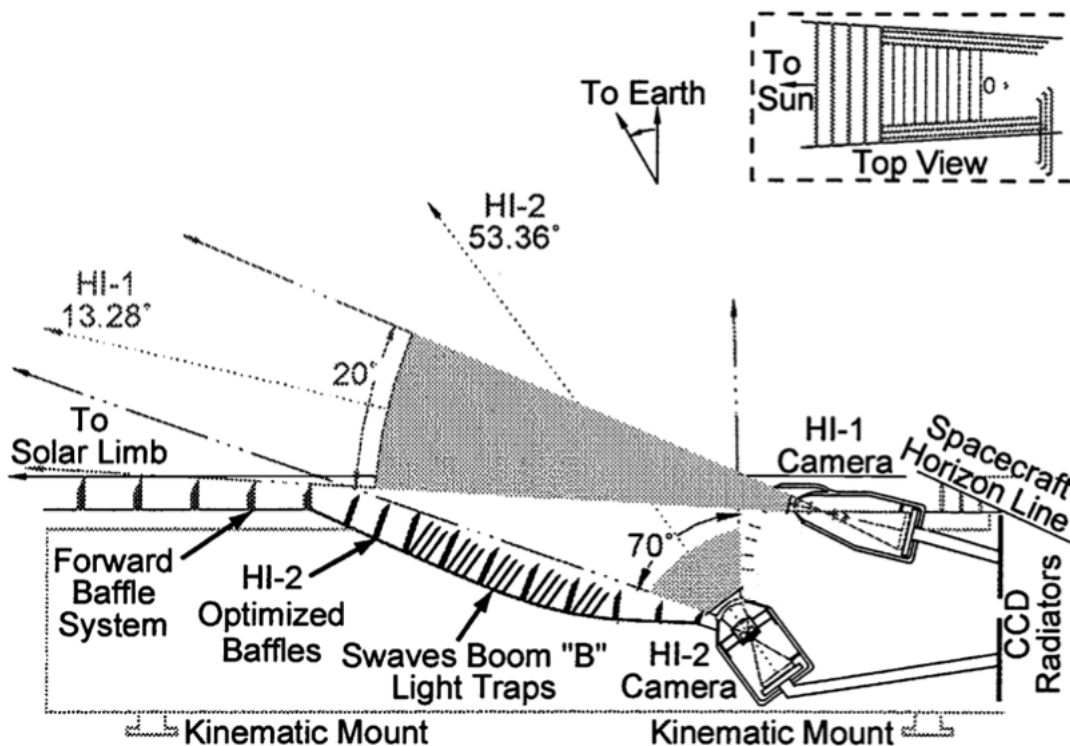 To
Sun
Top View
To Earth
HI-2
53.36°
HI-1
13.28°
20°
To
Solar Limb
HI-1
Camera
Spacecraft
Horizon Line
70°
Forward
Baffle
System
HI-2
Optimized
Baffles
Swaves Boom "B"
Light Traps
HI-2
Camera
CCD
Radiators
Kinematic Mount
Kinematic Mount